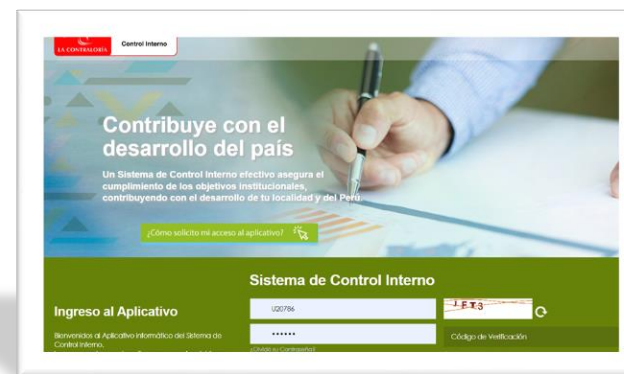 LA CONTRALORÍA
Control Interno
Contribuye con el
desarrollo del país
Un Sistema de Control Interno efectivo asegura el
cumplimiento de los objetivos institucionales,
contribuyendo con el desarrollo de tu localidad y del Perú.
¿Cómo solicito mi acceso al aplicativo?
Sistema de Control Interno
Ingreso al Aplicativo
U20786
JET3
Bienvenidos al Aplicativo Informático del Sistema de
Control Interno,
••••••
Código de Verificación
¿Olvidó su Contraseña?